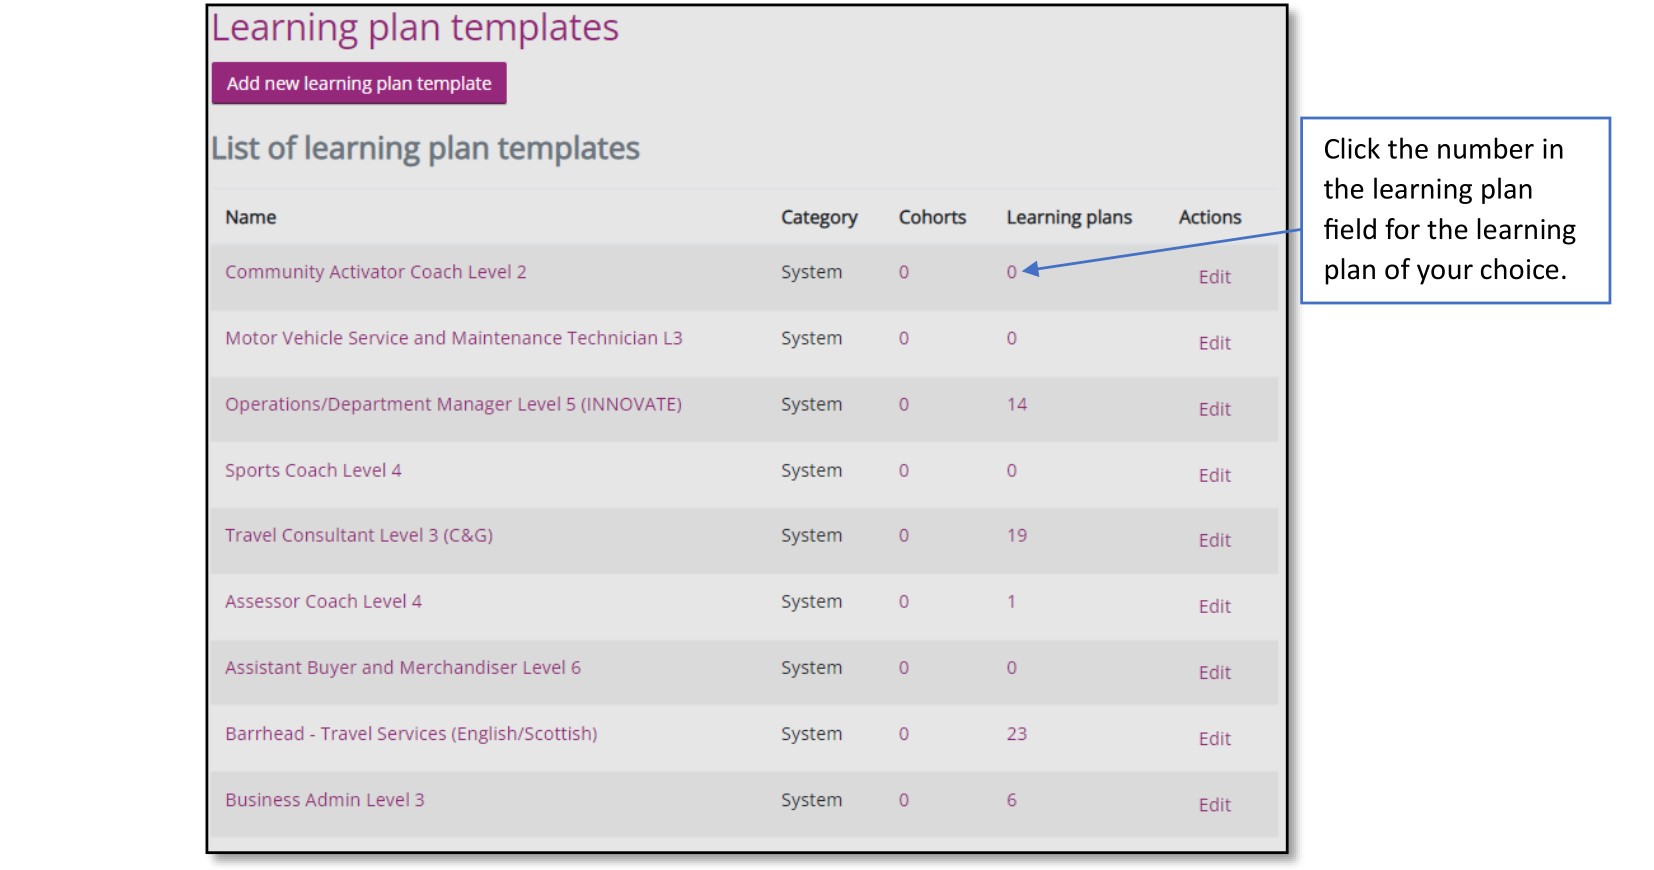 Learning plan templates
Add new learning plan template
List of learning plan templates
Name Category Cohorts Learning plans Actions
Community Activator Coach Level 2 System 0 0 Edit
Motor Vehicle Service and Maintenance Technician L3 System 0 0 Edit
Operations/Department Manager Level 5 (INNOVATE) System 0 14 Edit
Sports Coach Level 4 System 0 0 Edit
Travel Consultant Level 3 (C&G) System 0 19 Edit
Assessor Coach Level 4 System 0 1 Edit
Assistant Buyer and Merchandiser Level 6 System 0 0 Edit
Barrhead - Travel Services (English/Scottish) System 0 23 Edit
Business Admin Level 3 System 0 6 Edit
Click the number in
the learning plan
field for the learning
plan of your choice.